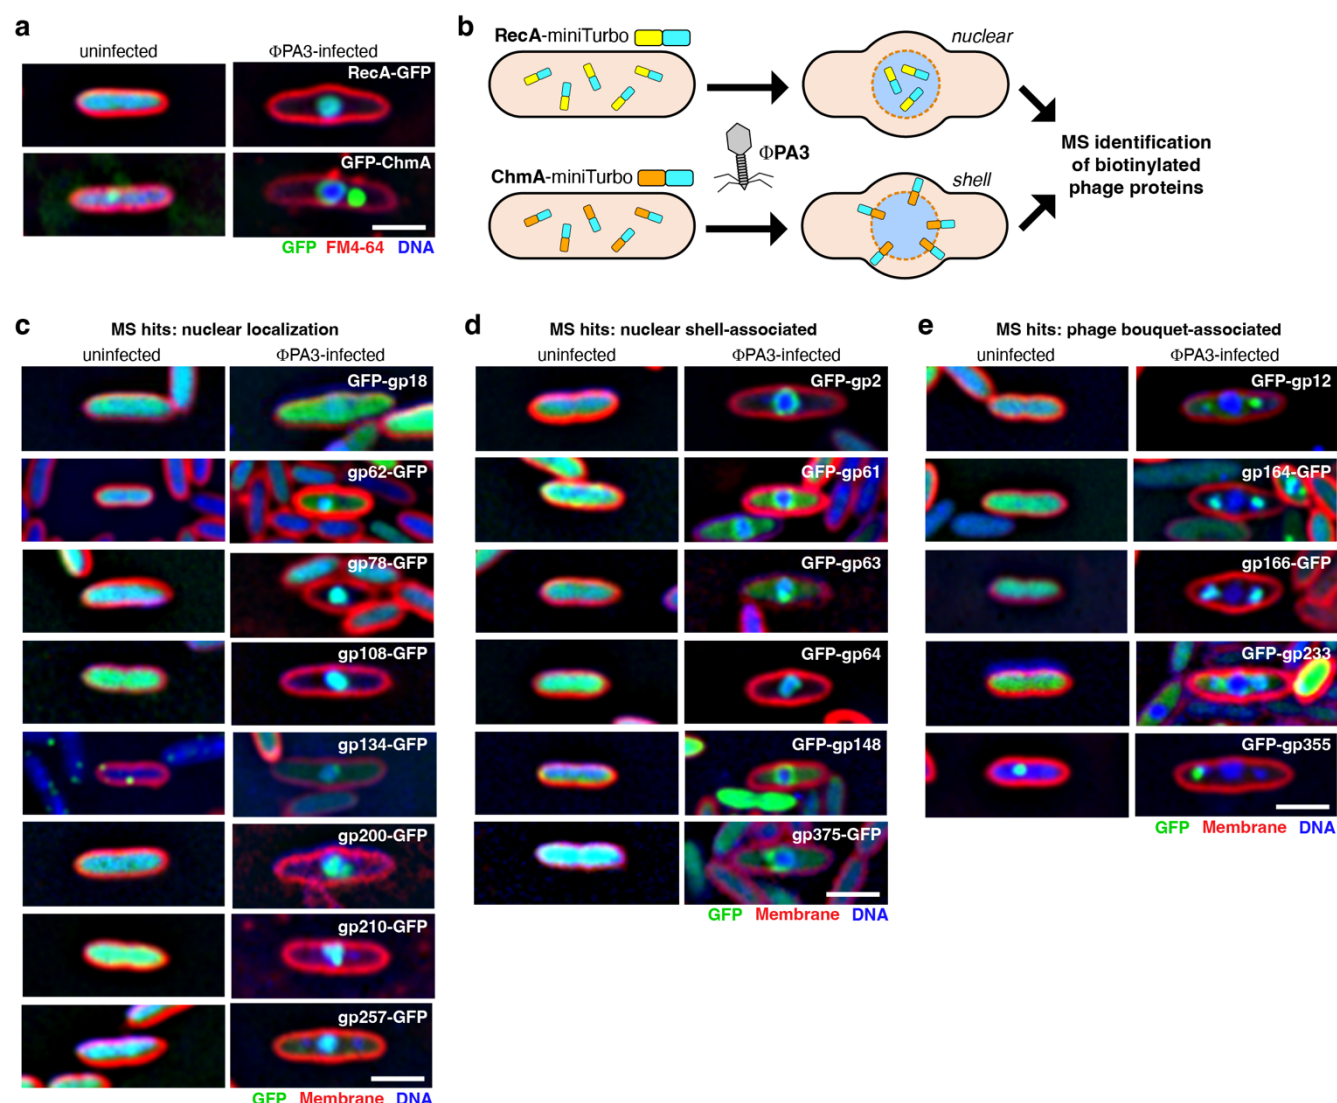 a
uninfected
ΦPA3-infected
RecA-GFP
GFP-ChmA
GFP FM4-64 DNA
b
RecA-miniTurbo
nuclear
ΦPA3
ChmA-miniTurbo
shell
MS identification
of biotinylated
phage proteins
c
MS hits: nuclear localization
uninfected
ΦPA3-infected
GFP-gp18
gp62-GFP
gp78-GFP
gp108-GFP
gp134-GFP
gp200-GFP
gp210-GFP
gp257-GFP
GFP Membrane DNA
d
MS hits: nuclear shell-associated
uninfected
ΦPA3-infected
GFP-gp2
GFP-gp61
GFP-gp63
GFP-gp64
GFP-gp148
gp375-GFP
GFP Membrane DNA
e
MS hits: phage bouquet-associated
uninfected
ΦPA3-infected
GFP-gp12
gp164-GFP
gp166-GFP
GFP-gp233
GFP-gp355
GFP Membrane DNA